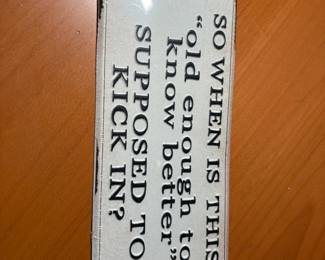 SO WHEN IS THIS
“old enough to
know better”
SUPPOSED TO
KICK IN?